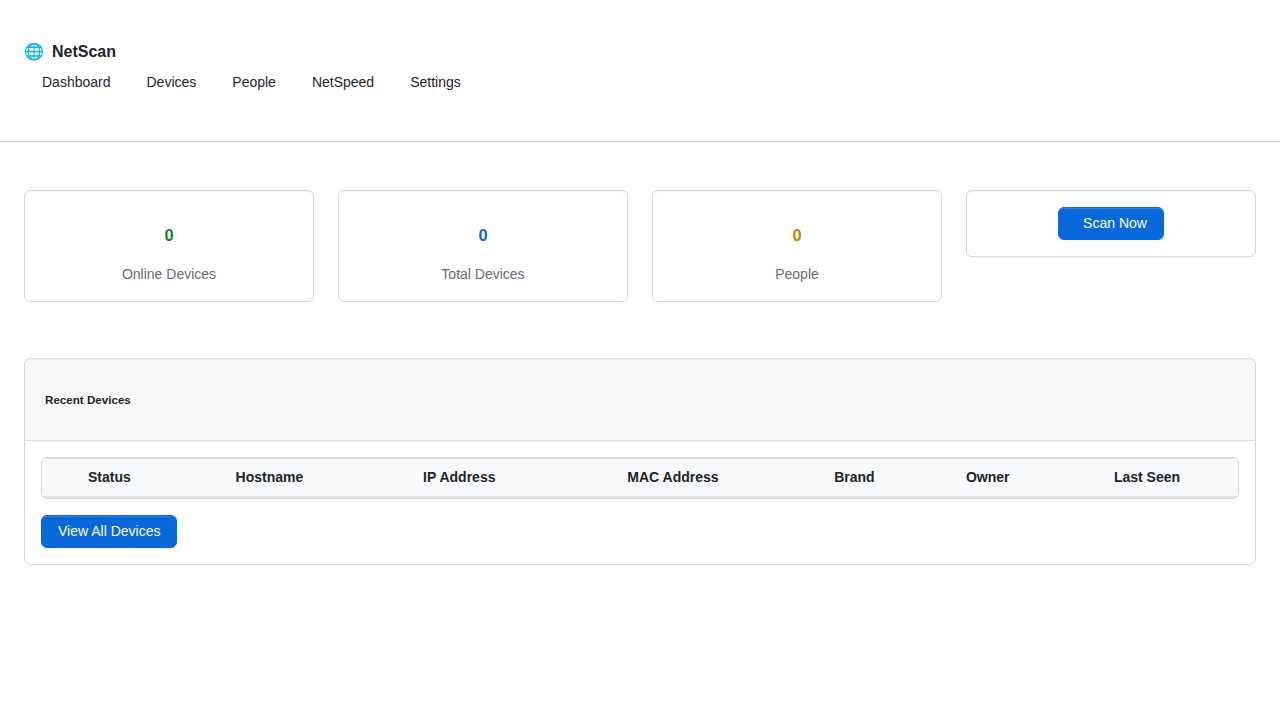 🌐 NetScan
Dashboard Devices People NetSpeed Settings
0
Online Devices
0
Total Devices
0
People
Scan Now
Recent Devices
Status Hostname IP Address MAC Address Brand Owner Last Seen
View All Devices